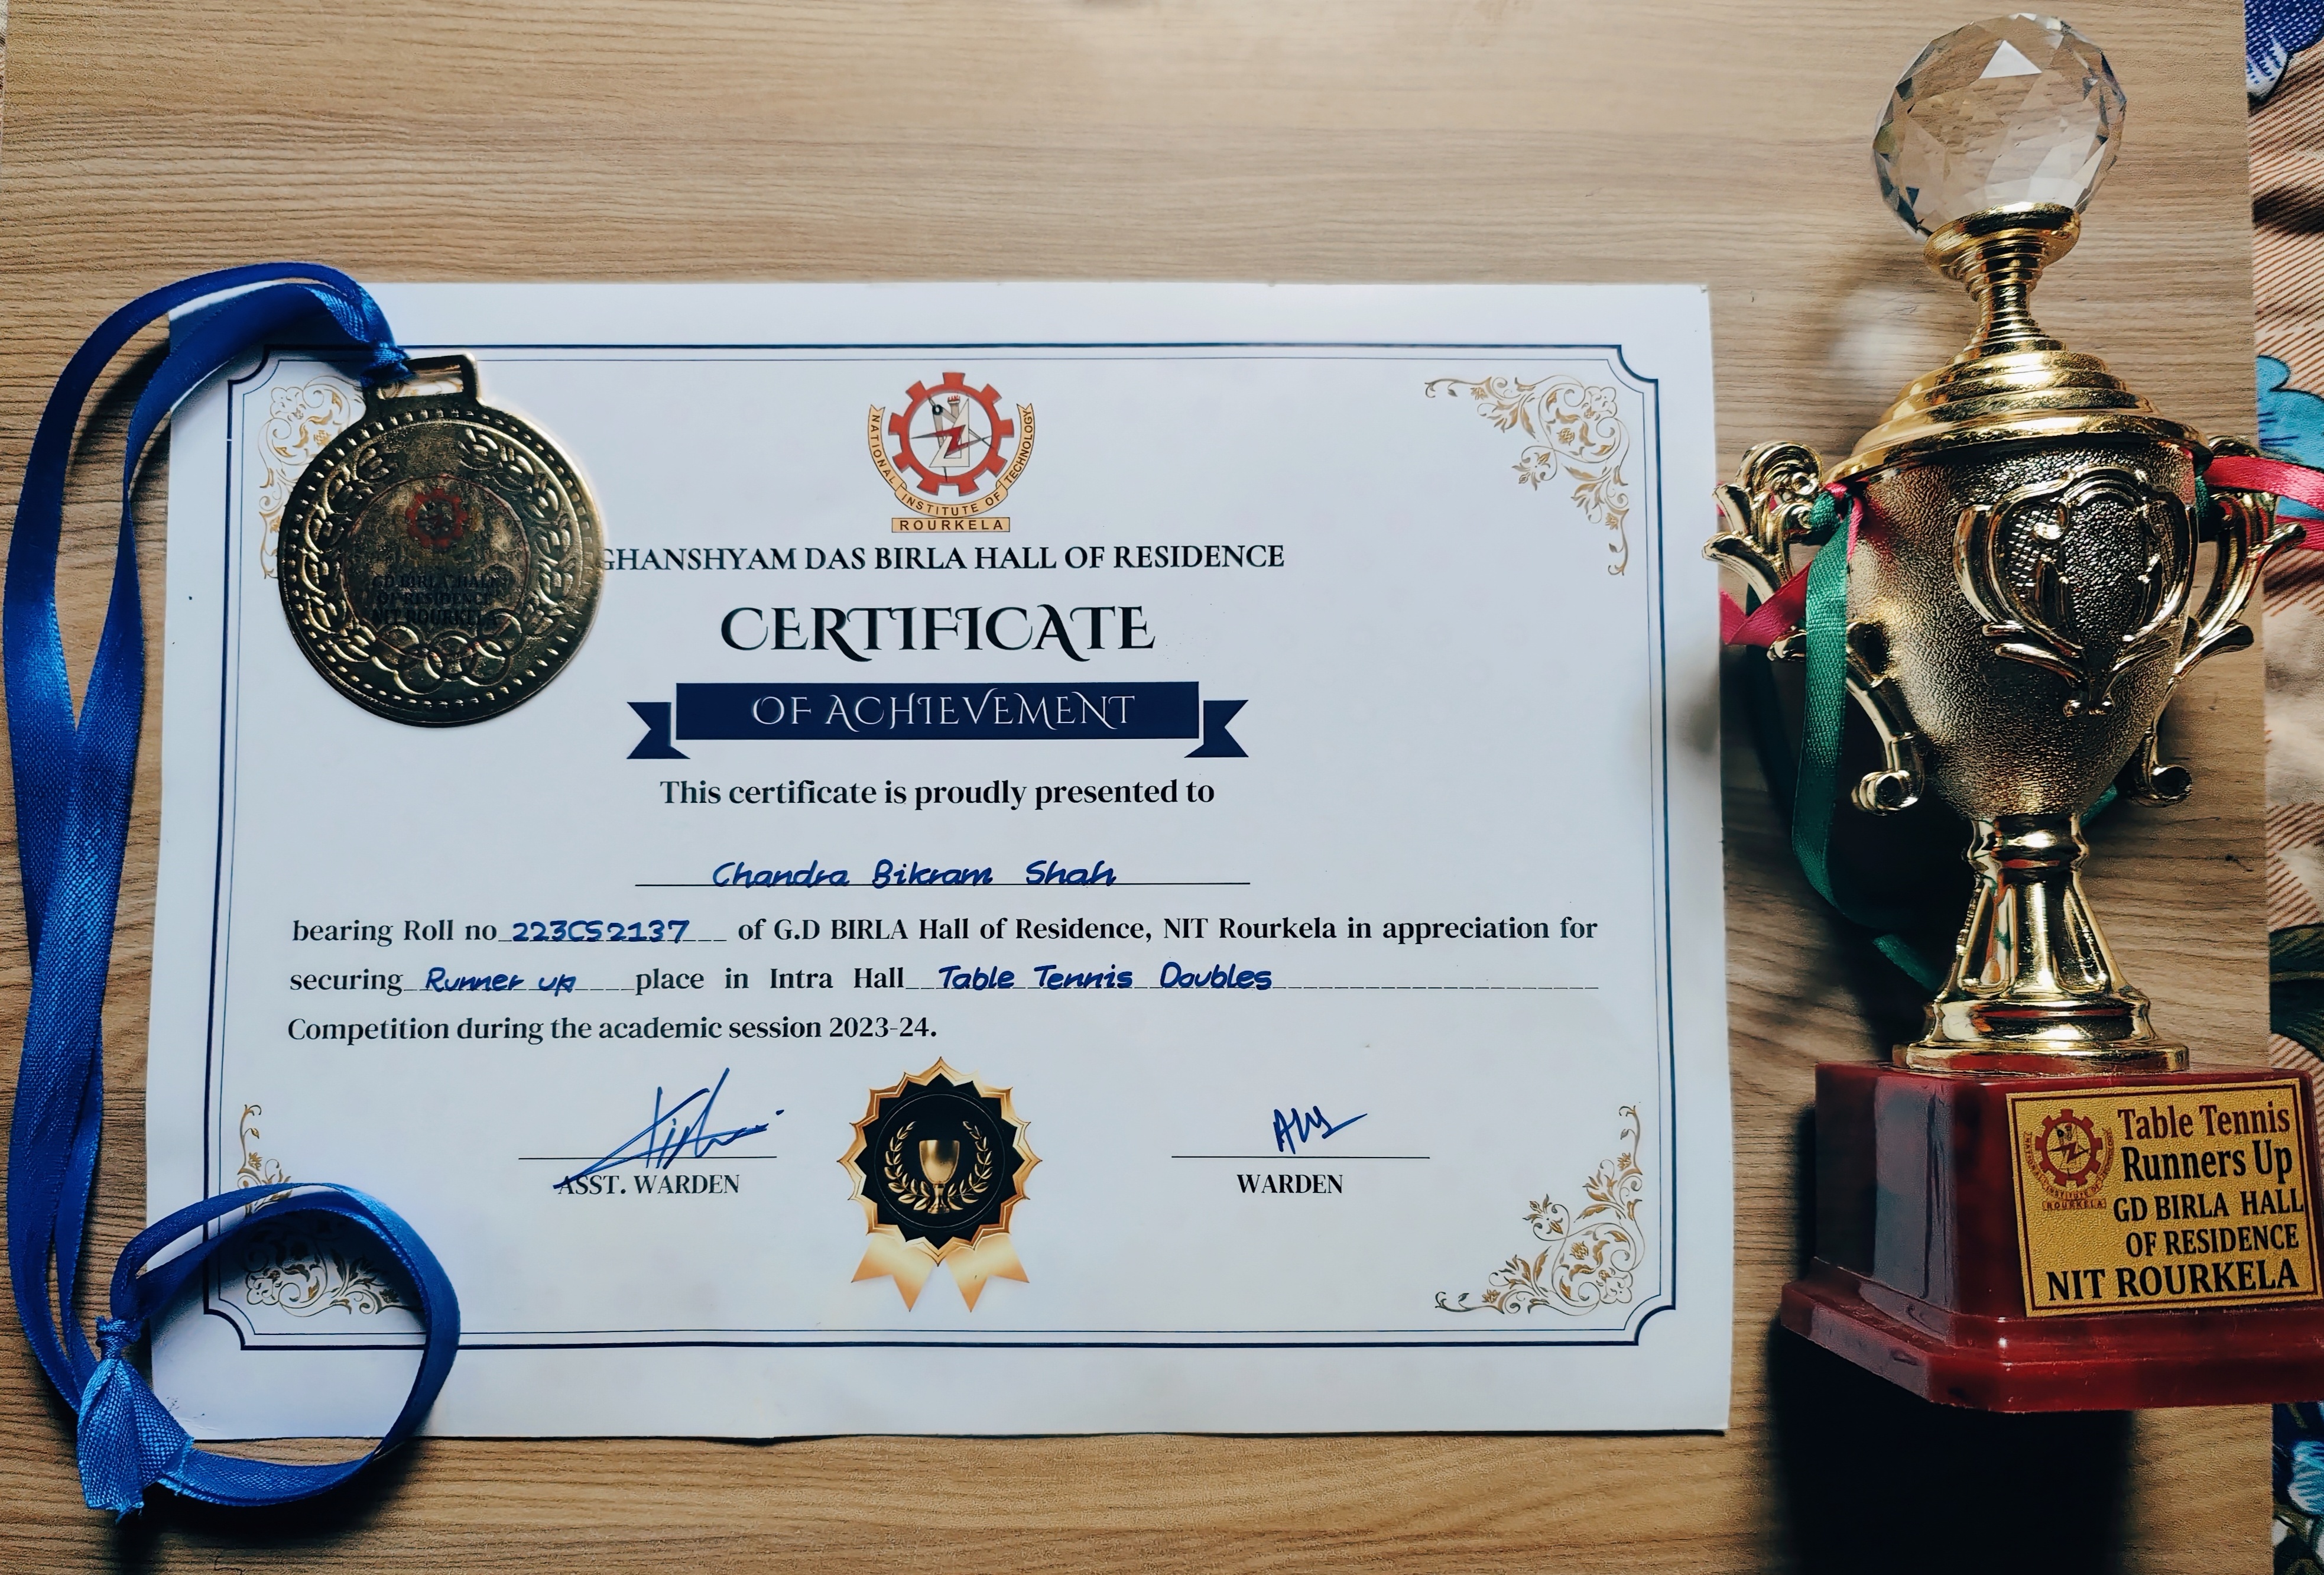 NATIONAL INSTITUTE OF TECHNOLOGY
ROURKELA
GHANSHYAM DAS BIRLA HALL OF RESIDENCE
CERTIFICATE
OF ACHIEVEMENT
This certificate is proudly presented to
Chandra Bikram Shah
bearing Roll no 223CS2137 of G.D BIRLA Hall of Residence, NIT Rourkela in appreciation for
securing Runner up place in Intra Hall Table Tennis Doubles
Competition during the academic session 2023-24.
ASST. WARDEN
WARDEN
GD BIRLA HALL
OF RESIDENCE
NIT ROURKELA
Table Tennis
Runners Up
GD BIRLA HALL
OF RESIDENCE
NIT ROURKELA
ROURKELA